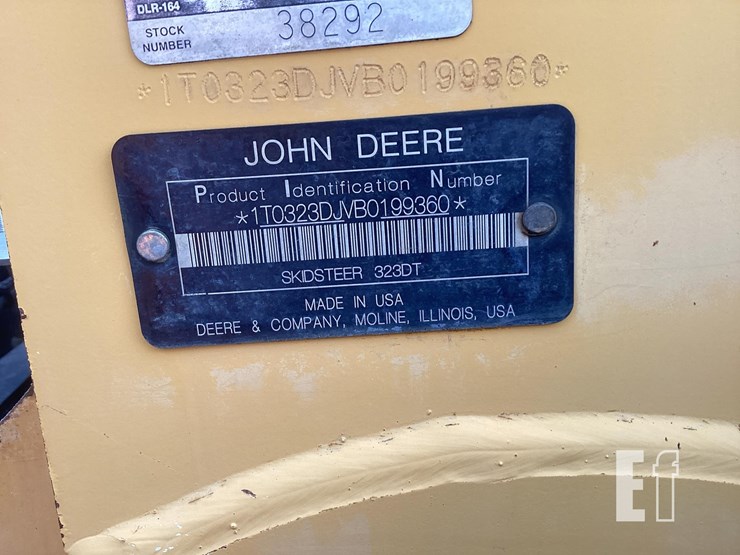 DLR-164
STOCK
NUMBER
38292
*1T0323DJVB0199360*
JOHN DEERE
Product Identification Number
*1T0323DJVB0199360*
SKIDSTEER 323DT
MADE IN USA
DEERE & COMPANY, MOLINE, ILLINOIS, USA
Ef